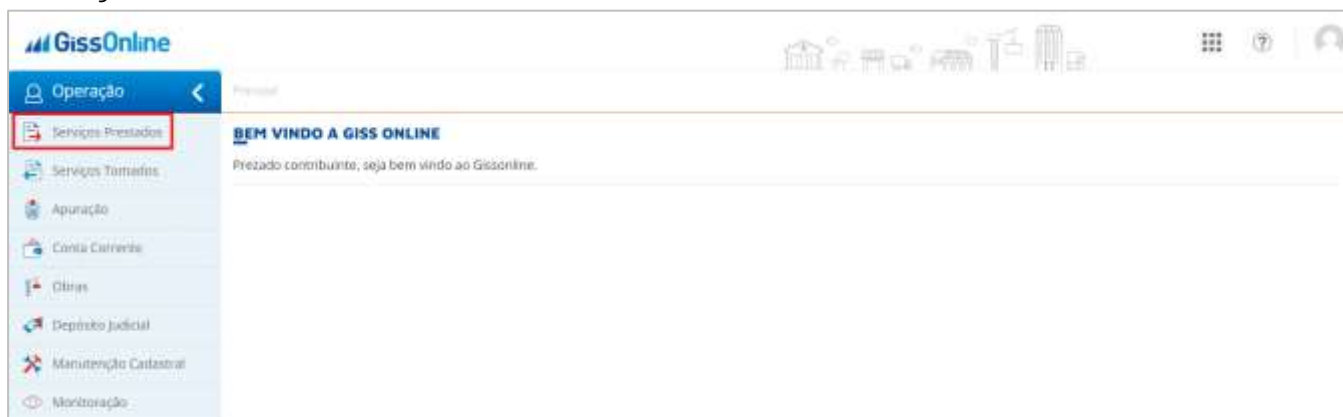 GissOnline
Operação
Principal
Serviços Prestados
BEM VINDO A GISS ONLINE
Prezado contribuinte, seja bem vindo ao Gissonline.
Serviços Tomados
Apuração
Conta Corrente
Obras
Depósito Judicial
Manutenção Cadastral
Monitoração